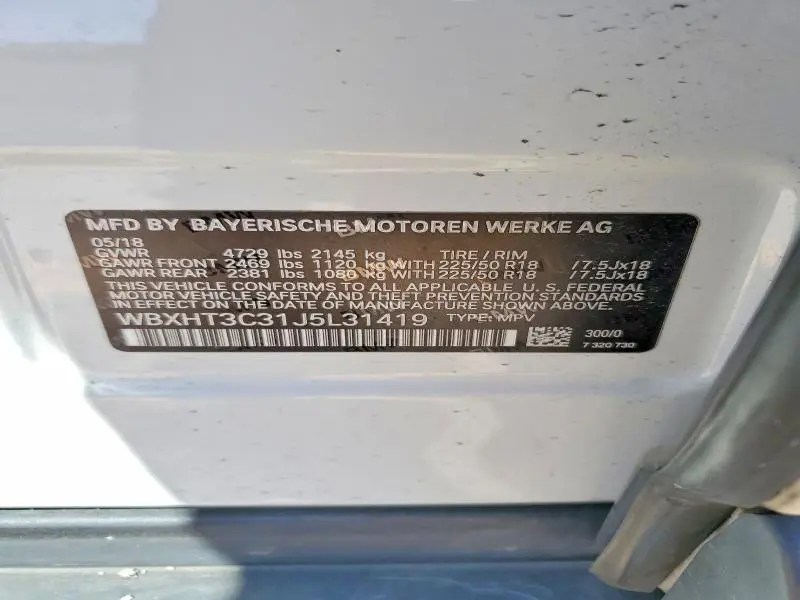 MFD BY BAYERISCHE MOTOREN WERKE AG
05/18
GVWR 4729 lbs 2145 kg TIRE / RIM
GAWR FRONT 2469 lbs 1120 kg WITH 225/50 R18 /7.5Jx18
GAWR REAR 2381 lbs 1080 kg WITH 225/50 R18 /7.5Jx18
THIS VEHICLE CONFORMS TO ALL APPLICABLE U.S. FEDERAL
MOTOR VEHICLE SAFETY AND THEFT PREVENTION STANDARDS
IN EFFECT ON THE DATE OF MANUFACTURE SHOWN ABOVE.
WBXHT3C31J5L31419 TYPE: MPV
300/0
7 320 730